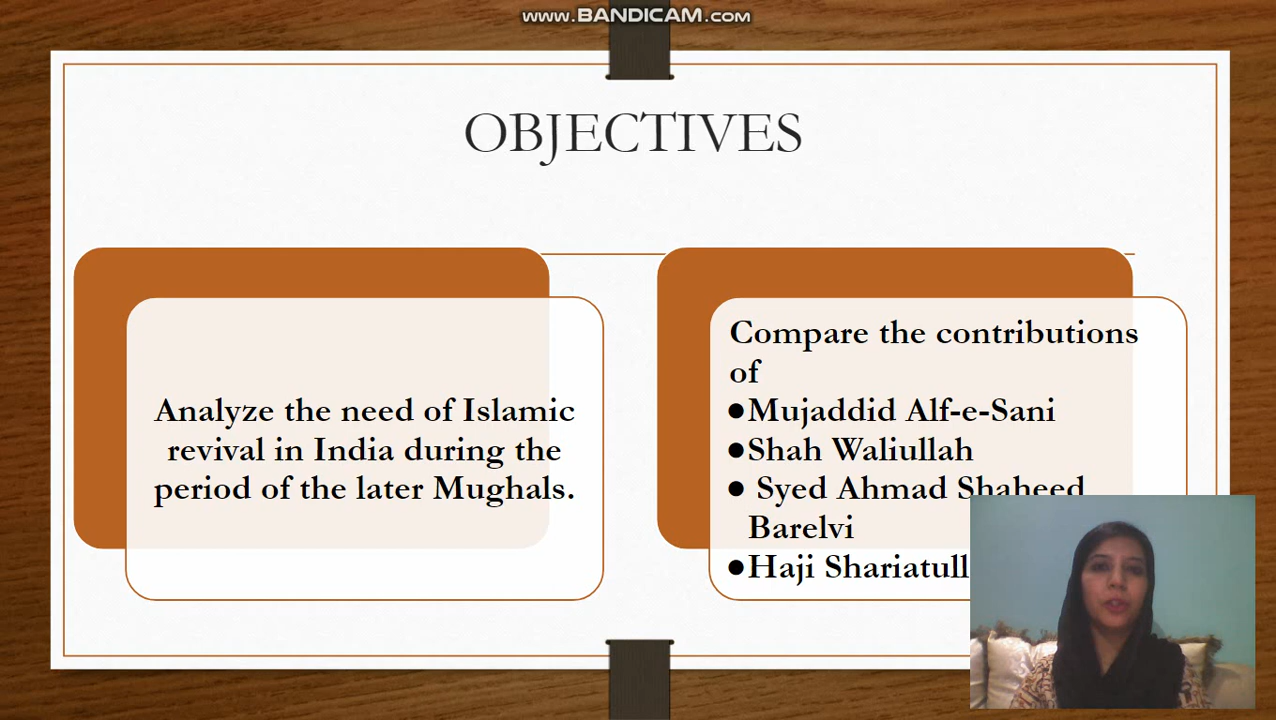 www.BANDICAM.com
OBJECTIVES
Analyze the need of Islamic
revival in India during the
period of the later Mughals.
Compare the contributions
of
●Mujaddid Alf-e-Sani
●Shah Waliullah
● Syed Ahmad Shaheed
Barelvi
●Haji Shariatull